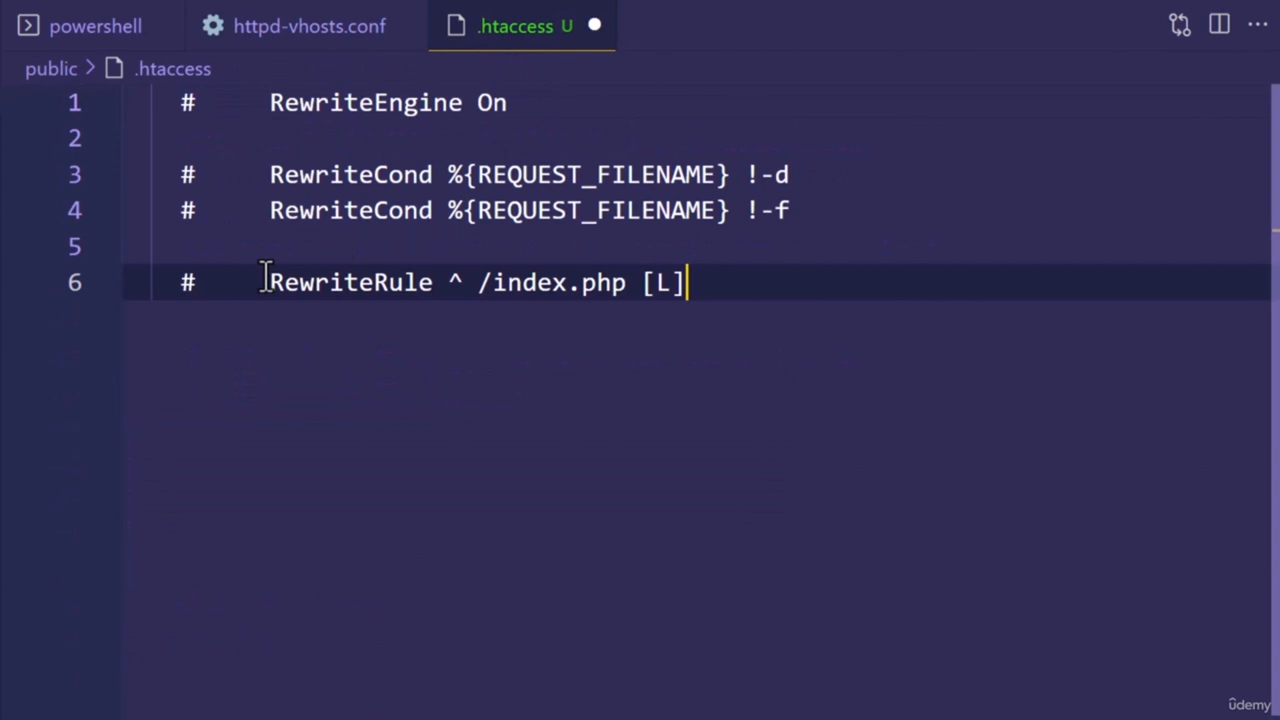 powershell httpd-vhosts.conf .htaccess U
public > .htaccess
1 # RewriteEngine On
2
3 # RewriteCond %{REQUEST_FILENAME} !-d
4 # RewriteCond %{REQUEST_FILENAME} !-f
5
6 # RewriteRule ^ /index.php [L]
ûdemy